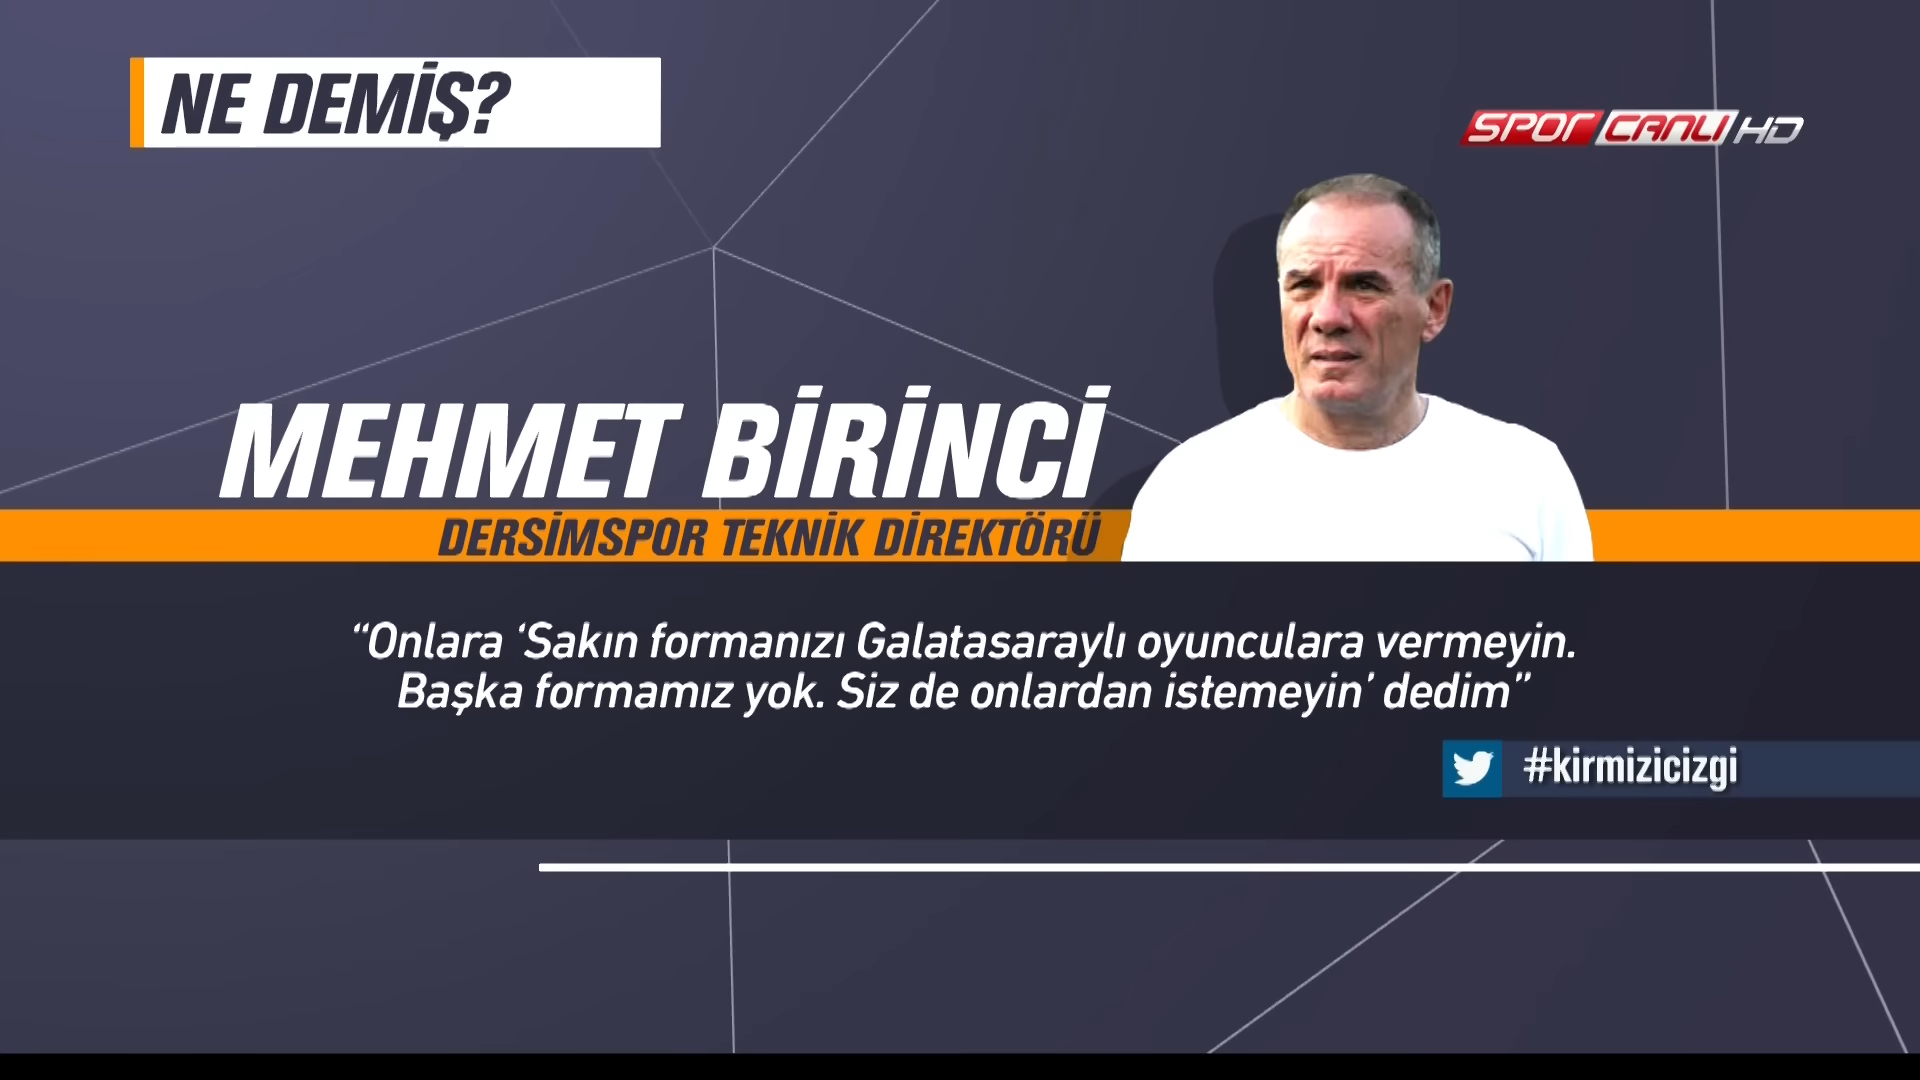 NE DEMİŞ?
SPOR CANLI HD
MEHMET BİRİNCİ
DERSİMSPOR TEKNİK DİREKTÖRÜ
“Onlara ‘Sakın formanızı Galatasaraylı oyunculara vermeyin.
Başka formamız yok. Siz de onlardan istemeyin’ dedim”
#kirmizicizgi